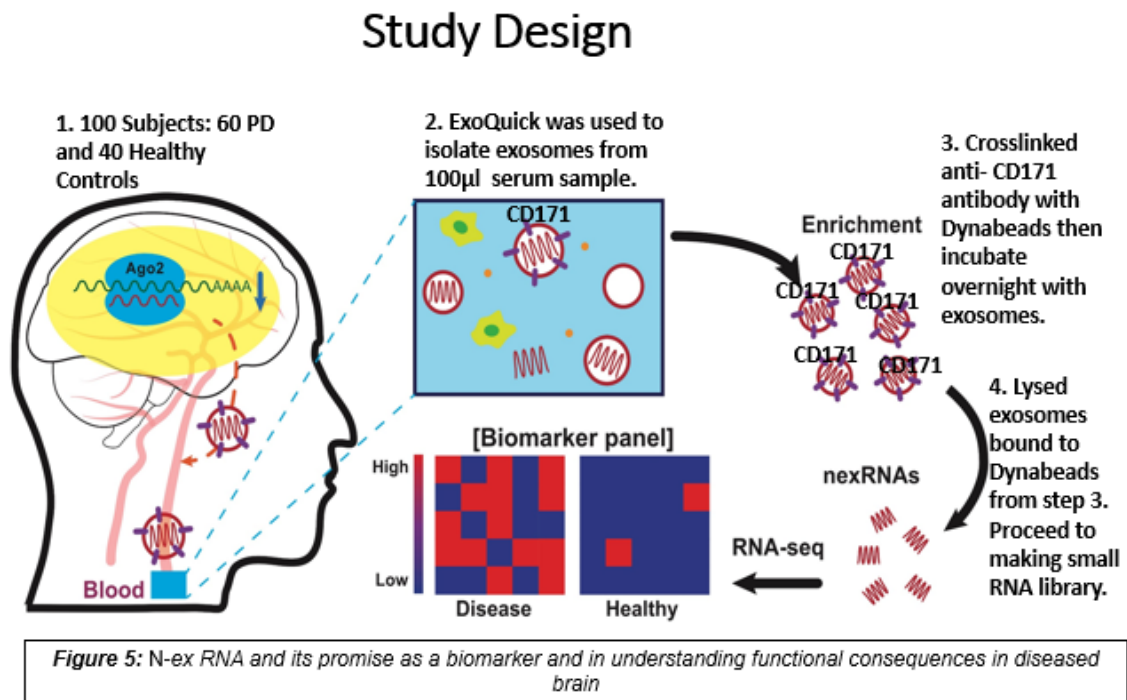 Study Design
1. 100 Subjects: 60 PD
and 40 Healthy
Controls
2. ExoQuick was used to
isolate exosomes from
100µl serum sample.
3. Crosslinked
anti- CD171
antibody with
Dynabeads then
incubate
overnight with
exosomes.
Ago2
AAAA
CD171
Enrichment
CD171
CD171
CD171
CD171
CD171
4. Lysed
exosomes
bound to
Dynabeads
from step 3.
Proceed to
making small
RNA library.
nexRNAs
RNA-seq
[Biomarker panel]
High
Low
Disease
Healthy
Blood
Figure 5: N-ex RNA and its promise as a biomarker and in understanding functional consequences in diseased
brain